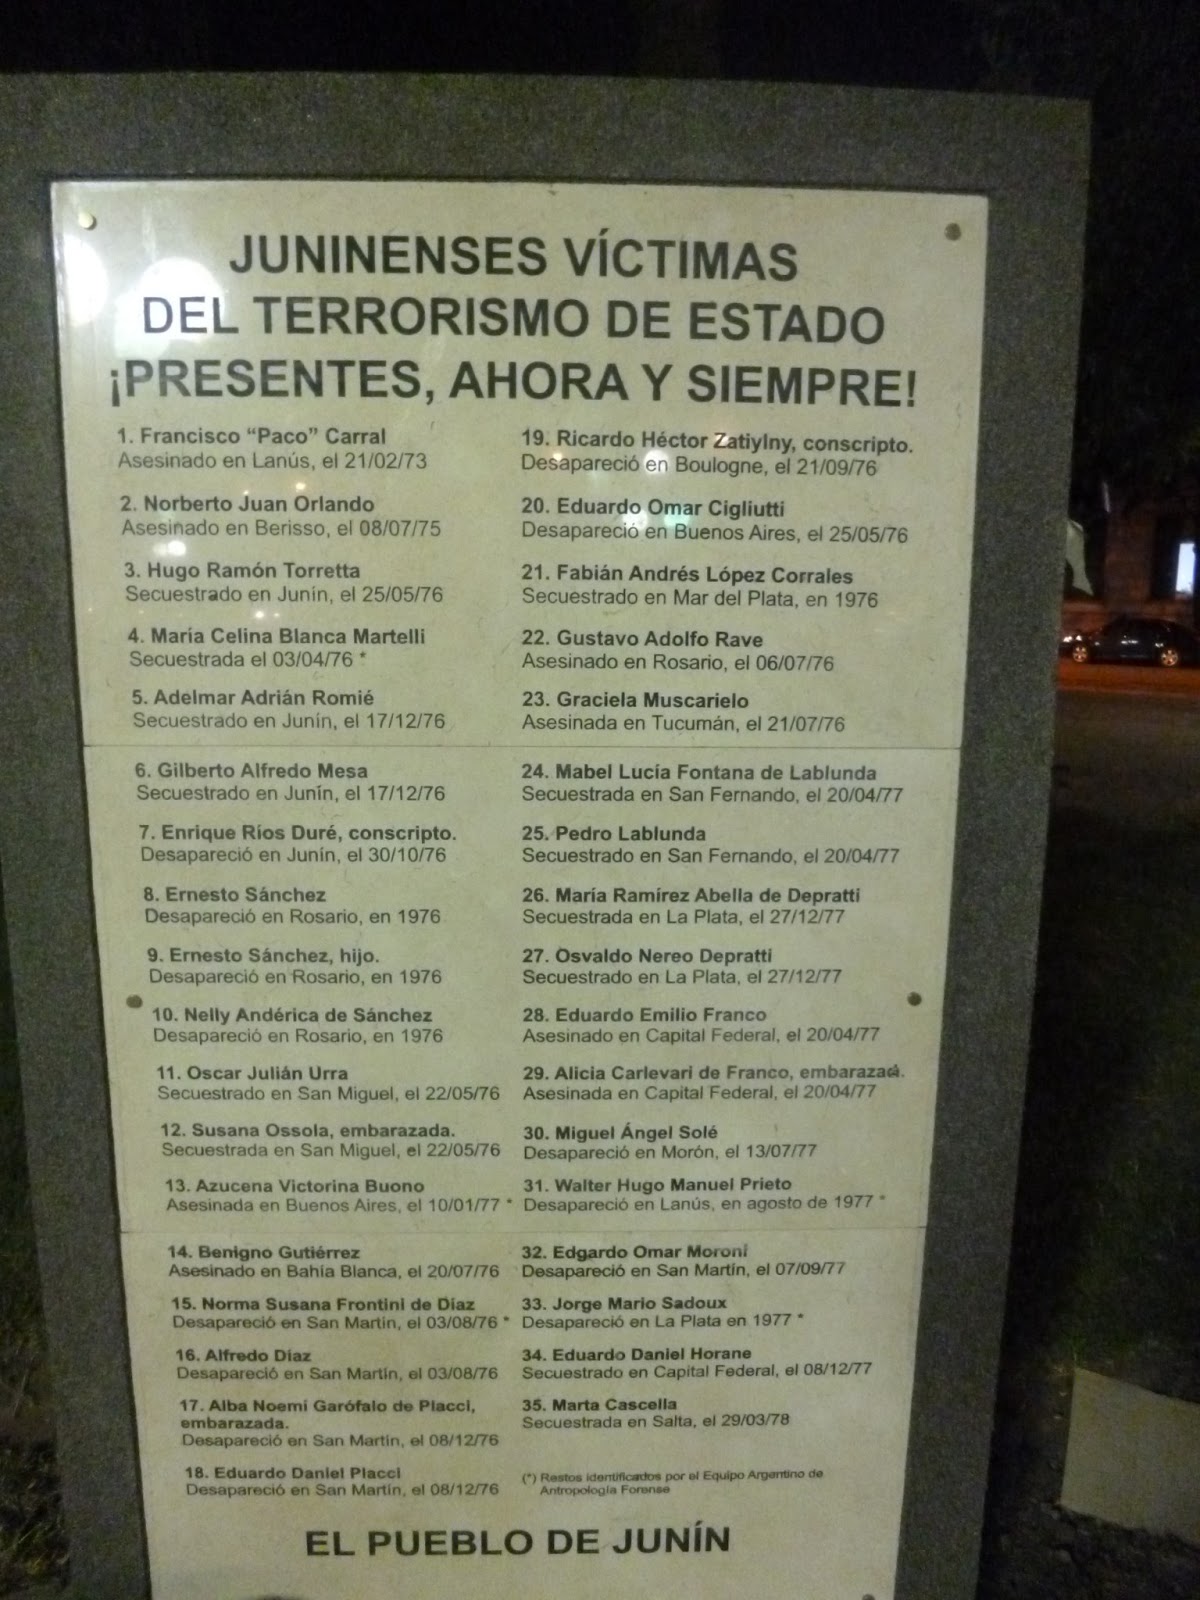 JUNINENSES VÍCTIMAS
DEL TERRORISMO DE ESTADO
¡PRESENTES, AHORA Y SIEMPRE!
1. Francisco “Paco” Carral
Asesinado en Lanús, el 21/02/73
2. Norberto Juan Orlando
Asesinado en Berisso, el 08/07/75
3. Hugo Ramón Torretta
Secuestrado en Junín, el 25/05/76
4. María Celina Blanca Martelli
Secuestrada el 03/04/76 *
5. Adelmar Adrián Romié
Secuestrado en Junín, el 17/12/76
6. Gilberto Alfredo Mesa
Secuestrado en Junín, el 17/12/76
7. Enrique Ríos Duré, conscripto.
Desapareció en Junín, el 30/10/76
8. Ernesto Sánchez
Desapareció en Rosario, en 1976
9. Ernesto Sánchez, hijo.
Desapareció en Rosario, en 1976
10. Nelly Andérica de Sánchez
Desapareció en Rosario, en 1976
11. Oscar Julián Urra
Secuestrado en San Miguel, el 22/05/76
12. Susana Ossola, embarazada.
Secuestrada en San Miguel, el 22/05/76
13. Azucena Victorina Buono
Asesinada en Buenos Aires, el 10/01/77 *
14. Benigno Gutiérrez
Asesinado en Bahía Blanca, el 20/07/76
15. Norma Susana Frontini de Díaz
Desapareció en San Martín, el 03/08/76 *
16. Alfredo Díaz
Desapareció en San Martín, el 03/08/76
17. Alba Noemí Garófalo de Placci,
embarazada.
Desapareció en San Martín, el 08/12/76
18. Eduardo Daniel Placci
Desapareció en San Martín, el 08/12/76
19. Ricardo Héctor Zatiylny, conscripto.
Desapareció en Boulogne, el 21/09/76
20. Eduardo Omar Cigliutti
Desapareció en Buenos Aires, el 25/05/76
21. Fabián Andrés López Corrales
Secuestrado en Mar del Plata, en 1976
22. Gustavo Adolfo Rave
Asesinado en Rosario, el 06/07/76
23. Graciela Muscarielo
Asesinada en Tucumán, el 21/07/76
24. Mabel Lucía Fontana de Lablunda
Secuestrada en San Fernando, el 20/04/77
25. Pedro Lablunda
Secuestrado en San Fernando, el 20/04/77
26. María Ramírez Abella de Depratti
Secuestrada en La Plata, el 27/12/77
27. Osvaldo Nereo Depratti
Secuestrado en La Plata, el 27/12/77
28. Eduardo Emilio Franco
Asesinado en Capital Federal, el 20/04/77
29. Alicia Carlevari de Franco, embarazada.
Asesinada en Capital Federal, el 20/04/77
30. Miguel Ángel Solé
Desapareció en Morón, el 13/07/77
31. Walter Hugo Manuel Prieto
Desapareció en Lanús, en agosto de 1977 *
32. Edgardo Omar Moroni
Desapareció en San Martín, el 07/09/77
33. Jorge Mario Sadoux
Desapareció en La Plata en 1977 *
34. Eduardo Daniel Horane
Secuestrado en Capital Federal, el 08/12/77
35. Marta Cascella
Secuestrada en Salta, el 29/03/78
(*) Restos identificados por el Equipo Argentino de
Antropología Forense
EL PUEBLO DE JUNÍN